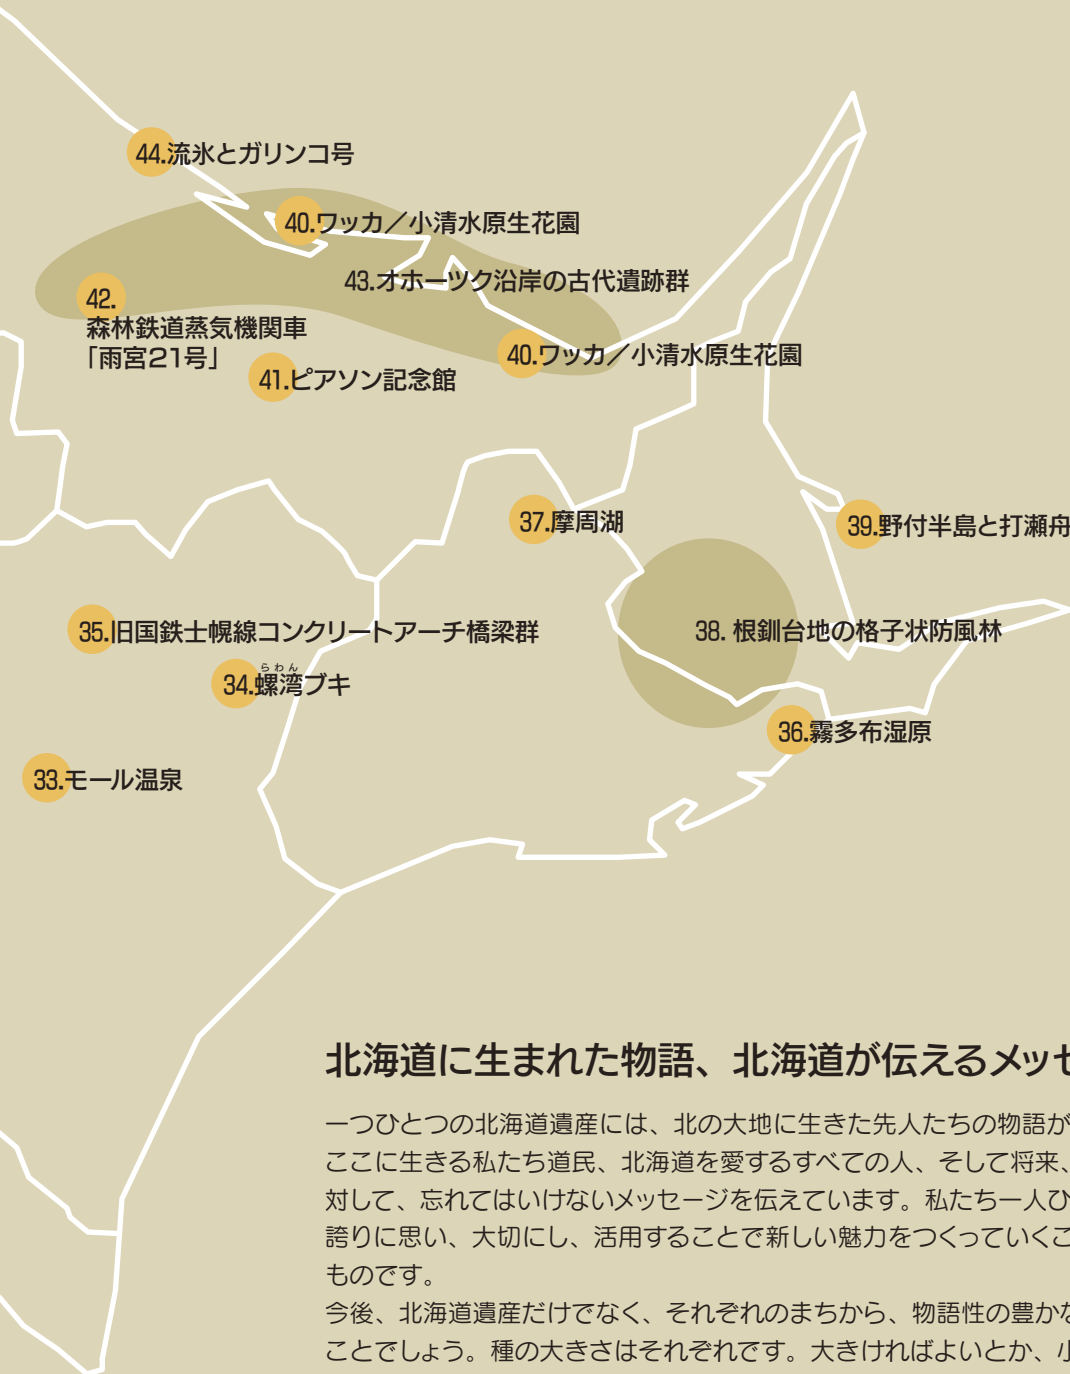 44.流氷とガリンコ号
40.ワッカ／小清水原生花園
43.オホーツク沿岸の古代遺跡群
42.
森林鉄道蒸気機関車
「雨宮21号」
40.ワッカ／小清水原生花園
41.ピアソン記念館
37.摩周湖
39.野付半島と打瀬舟
35.旧国鉄士幌線コンクリートアーチ橋梁群
38. 根釧台地の格子状防風林
らわん
34.螺湾ブキ
36.霧多布湿原
33.モール温泉
北海道に生まれた物語、北海道が伝えるメッセ
一つひとつの北海道遺産には、北の大地に生きた先人たちの物語が
ここに生きる私たち道民、北海道を愛するすべての人、そして将来、
対して、忘れてはいけないメッセージを伝えています。私たち一人ひ
誇りに思い、大切にし、活用することで新しい魅力をつくっていくこ
ものです。
今後、北海道遺産だけでなく、それぞれのまちから、物語性の豊かな
ことでしょう。種の大きさはそれぞれです。大きければよいとか、小